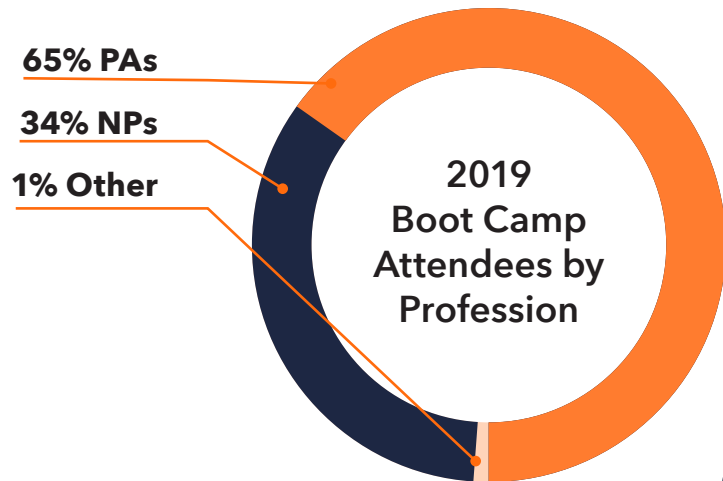 65% PAs
34% NPs
1% Other
2019
Boot Camp
Attendees by
Profession